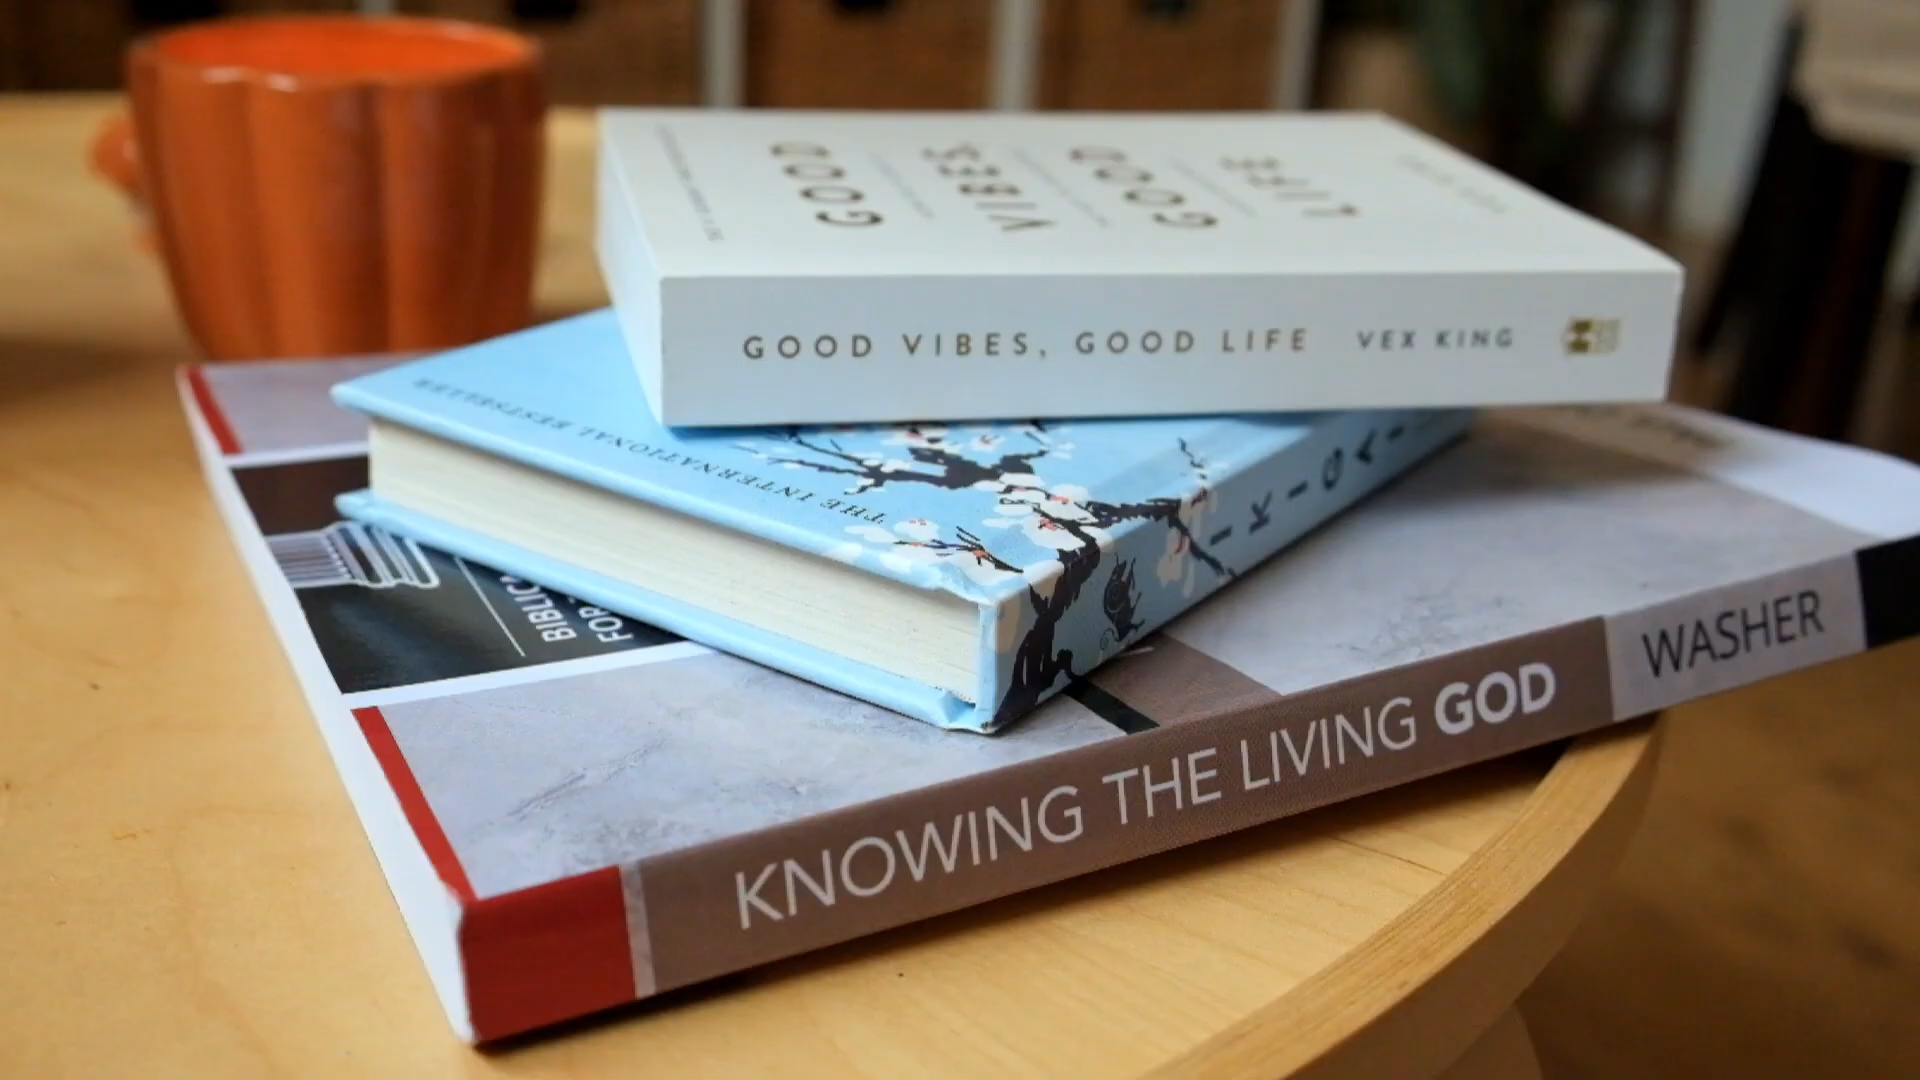 GOOD
VIBES
GOOD
LIFE
GOOD VIBES, GOOD LIFE VEX KING
THE INTERNATIONAL BESTSELLER
IKIGAI
BIBLIC
FOR
KNOWING THE LIVING GOD WASHER